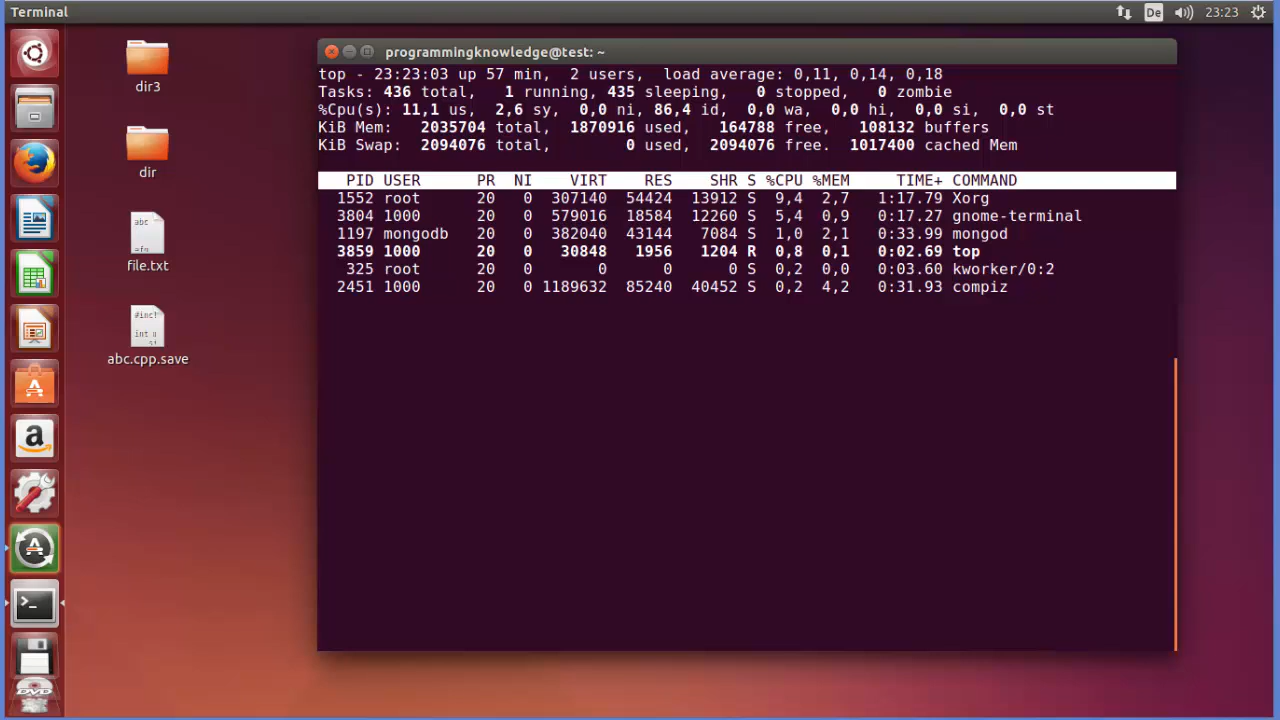 Terminal
De
23:23
dir3
dir
abc
file.txt
#incl
int u
abc.cpp.save
programmingknowledge@test: ~
top - 23:23:03 up 57 min,  2 users,  load average: 0,11, 0,14, 0,18
Tasks: 436 total,   1 running, 435 sleeping,   0 stopped,   0 zombie
%Cpu(s): 11,1 us,  2,6 sy,  0,0 ni, 86,4 id,  0,0 wa,  0,0 hi,  0,0 si,  0,0 st
KiB Mem:   2035704 total,  1870916 used,   164788 free,   108132 buffers
KiB Swap:  2094076 total,        0 used,  2094076 free.  1017400 cached Mem
PID USER      PR  NI    VIRT    RES    SHR S %CPU %MEM     TIME+ COMMAND
1552 root      20   0  307140  54424  13912 S  9,4  2,7   1:17.79 Xorg
3804 1000      20   0  579016  18584  12260 S  5,4  0,9   0:17.27 gnome-terminal
1197 mongodb   20   0  382040  43144   7084 S  1,0  2,1   0:33.99 mongod
3859 1000      20   0   30848   1956   1204 R  0,8  0,1   0:02.69 top
325 root      20   0       0      0      0 S  0,2  0,0   0:03.60 kworker/0:2
2451 1000      20   0 1189632  85240  40452 S  0,2  4,2   0:31.93 compiz
DVD